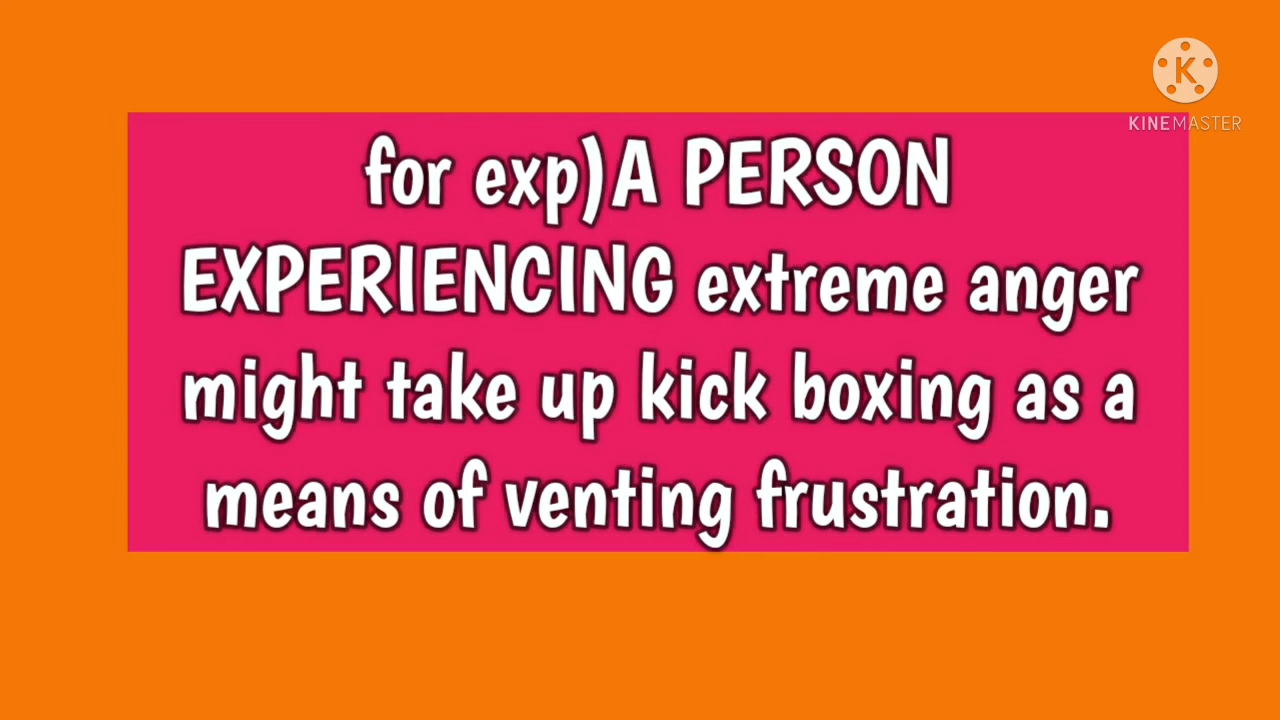 K
KINEMASTER
for exp)A PERSON
EXPERIENCING extreme anger
might take up kick boxing as a
means of venting frustration.